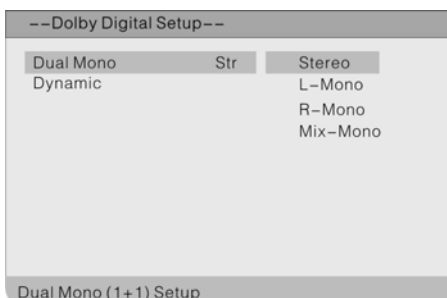 --Dolby Digital Setup--
Dual Mono Str Stereo
Dynamic L-Mono
R-Mono
Mix-Mono
Dual Mono (1+1) Setup